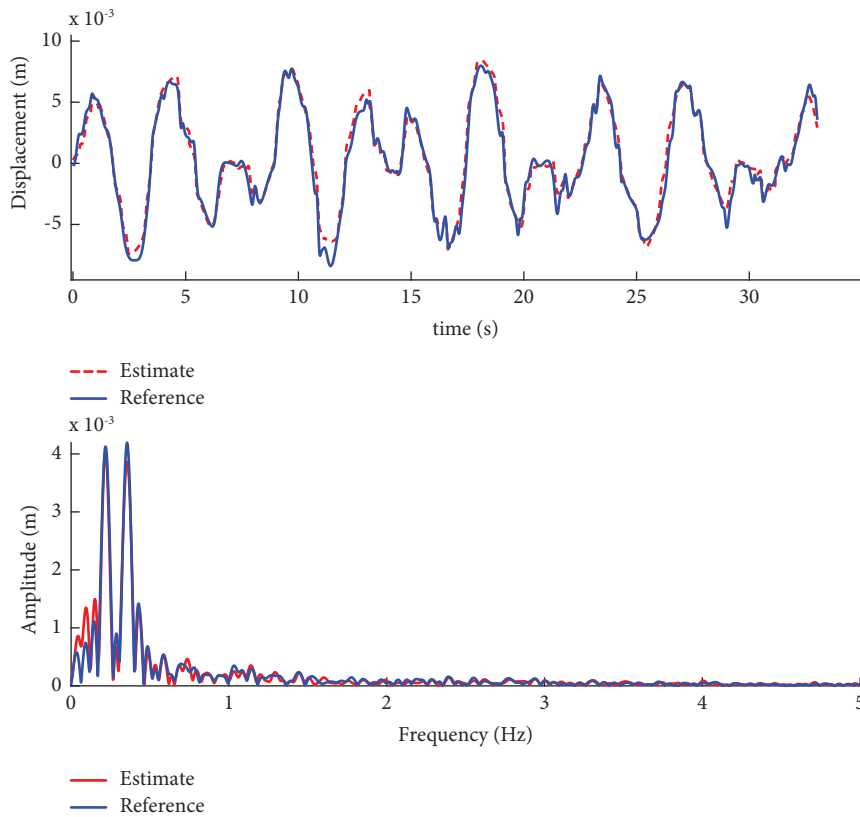 x 10⁻³
10
5
0
-5
Displacement (m)
0 5 10 15 20 25 30
time (s)
Estimate
Reference
x 10⁻³
4
3
2
1
0
Amplitude (m)
0 1 2 3 4 5
Frequency (Hz)
Estimate
Reference